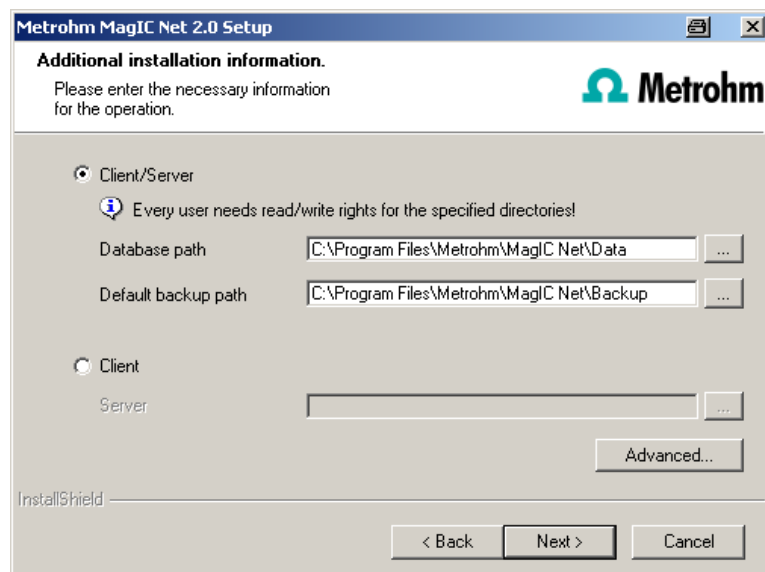 Metrohm MagIC Net 2.0 Setup
Additional installation information.
Please enter the necessary information
for the operation.
Metrohm
Client/Server
Every user needs read/write rights for the specified directories!
Database path C:\Program Files\Metrohm\MagIC Net\Data ...
Default backup path C:\Program Files\Metrohm\MagIC Net\Backup ...
Client
Server ...
Advanced...
InstallShield
< Back Next > Cancel